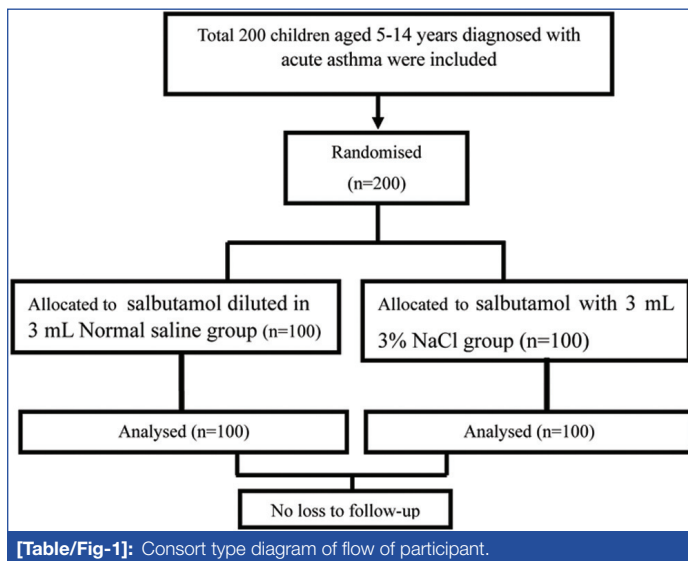 Total 200 children aged 5-14 years diagnosed with
acute asthma were included
Randomised
(n=200)
Allocated to salbutamol diluted in
3 mL Normal saline group (n=100)
Allocated to salbutamol with 3 mL
3% NaCl group (n=100)
Analysed (n=100)
Analysed (n=100)
No loss to follow-up
[Table/Fig-1]: Consort type diagram of flow of participant.